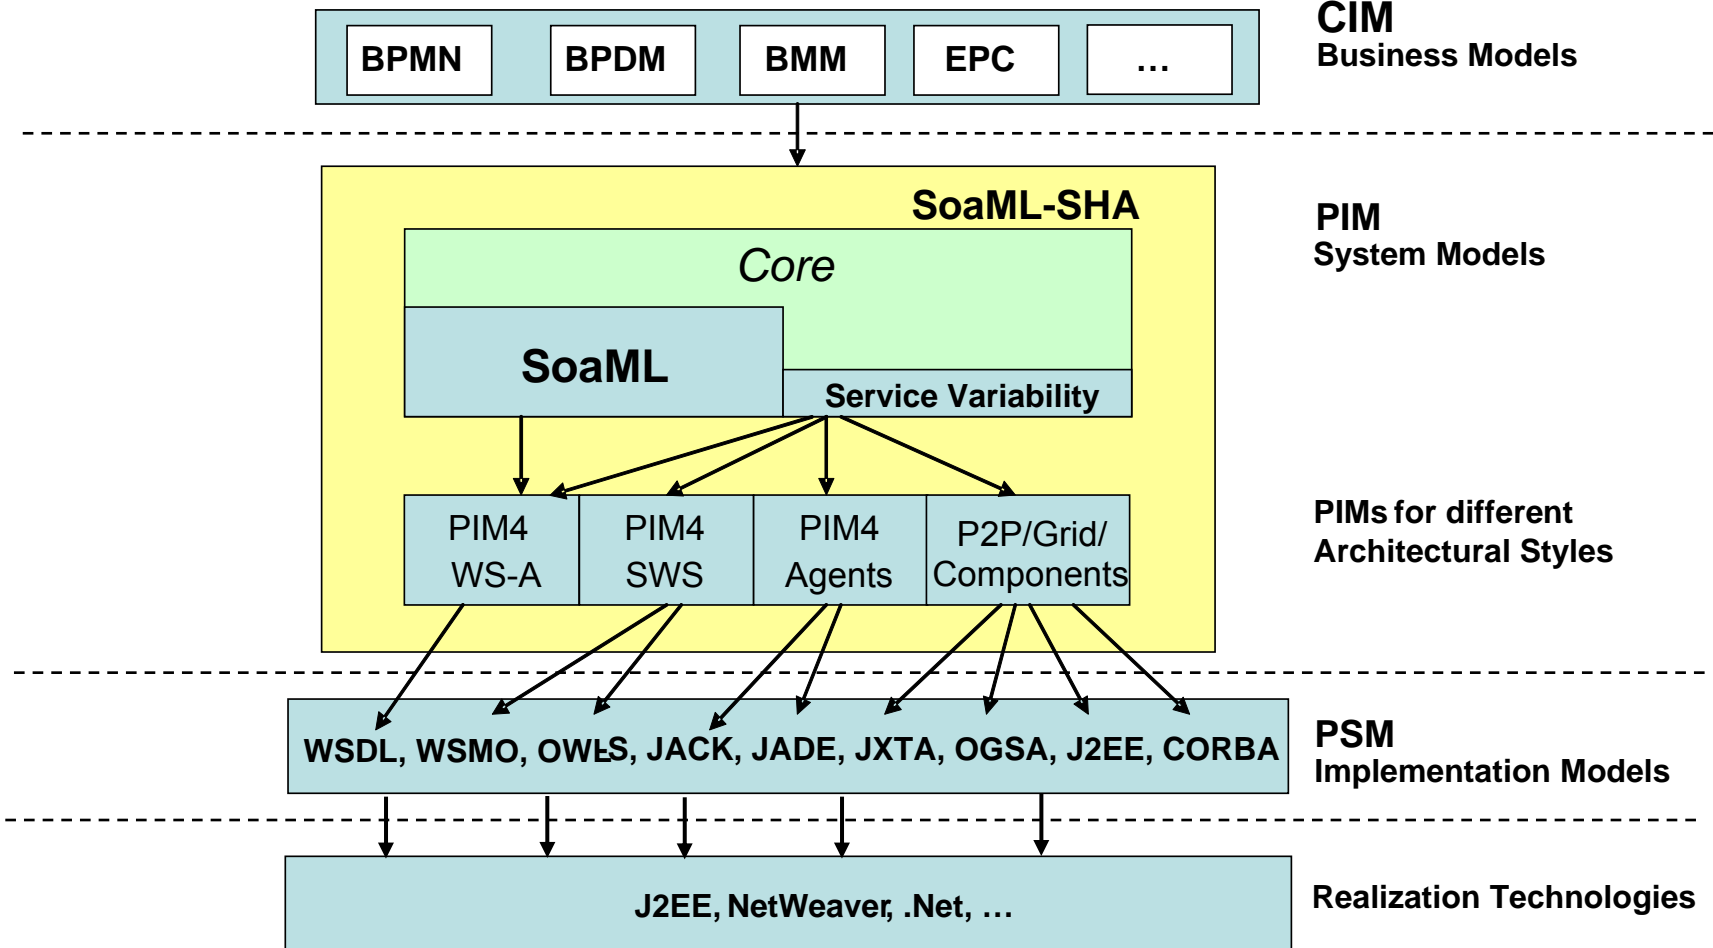 CIM
Business Models
BPMN
BPDM
BMM
EPC
...
SoaML-SHA
Core
SoaML
Service Variability
PIM
System Models
PIM4
WS-A
PIM4
SWS
PIM4
Agents
P2P/Grid/
Components
PIMs for different
Architectural Styles
WSDL, WSMO, OWL-S, JACK, JADE, JXTA, OGSA, J2EE, CORBA
PSM
Implementation Models
J2EE, NetWeaver, .Net, ...
Realization Technologies